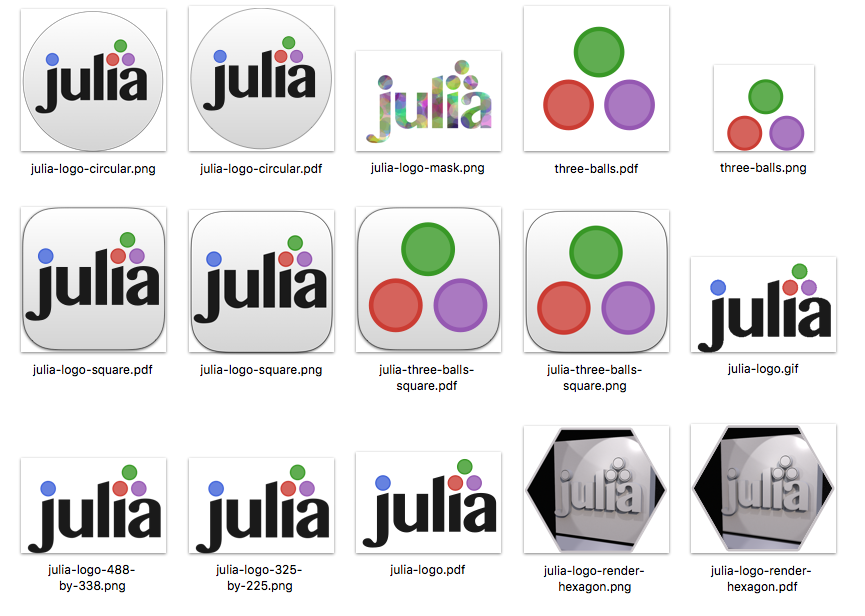 julia
julia
julia
julia-logo-circular.png
julia-logo-circular.pdf
julia-logo-mask.png
three-balls.pdf
three-balls.png
julia
julia
julia
julia-logo-square.pdf
julia-logo-square.png
julia-three-balls-
square.pdf
julia-three-balls-
square.png
julia-logo.gif
julia
julia
julia
julia
julia
julia-logo-488-
by-338.png
julia-logo-325-
by-225.png
julia-logo.pdf
julia-logo-render-
hexagon.png
julia-logo-render-
hexagon.pdf